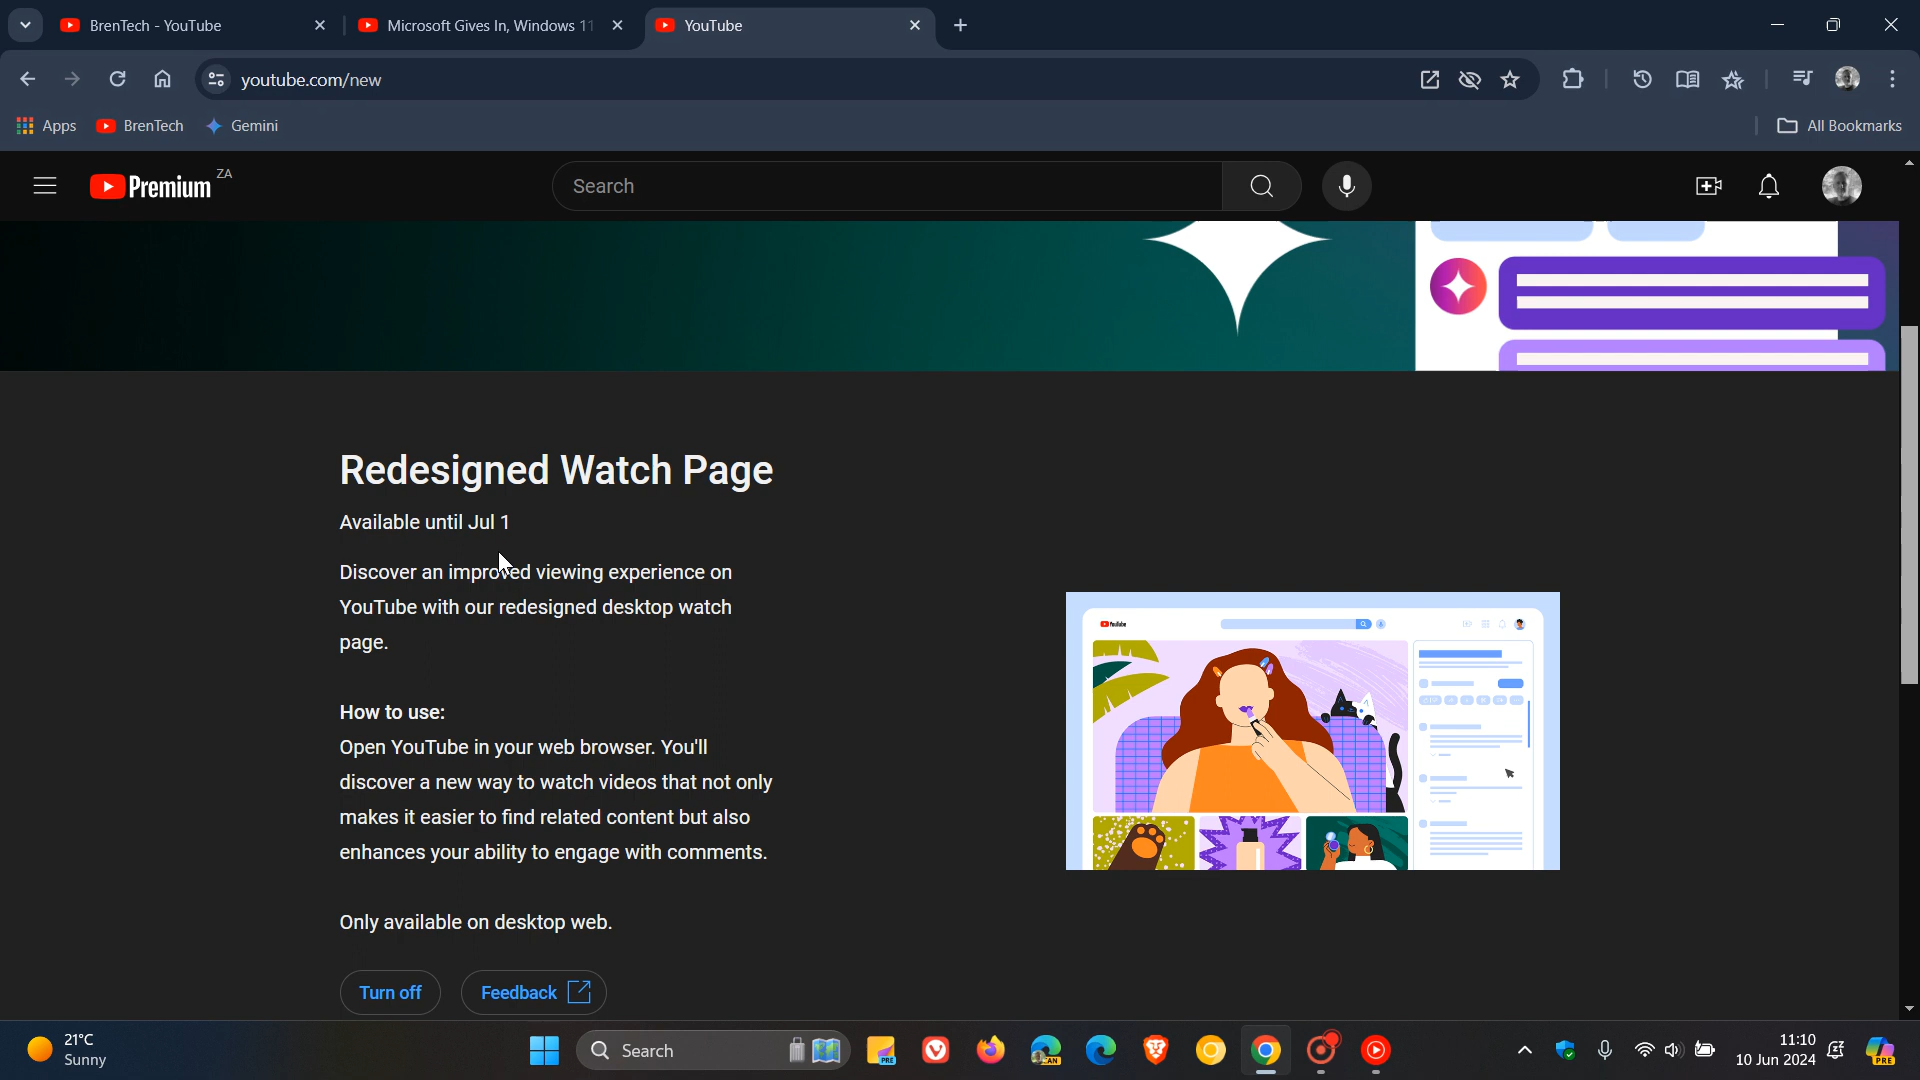 BrenTech - YouTube
Microsoft Gives In, Windows 11
YouTube
youtube.com/new
Apps
BrenTech
Gemini
All Bookmarks
Premium
ZA
Search
Redesigned Watch Page
Available until Jul 1
Discover an improved viewing experience on
YouTube with our redesigned desktop watch
page.
How to use:
Open YouTube in your web browser. You'll
discover a new way to watch videos that not only
makes it easier to find related content but also
enhances your ability to engage with comments.
Only available on desktop web.
Turn off
Feedback
YouTube
21°C
Sunny
Search
PRE
CAN
11:10
10 Jun 2024
PRE